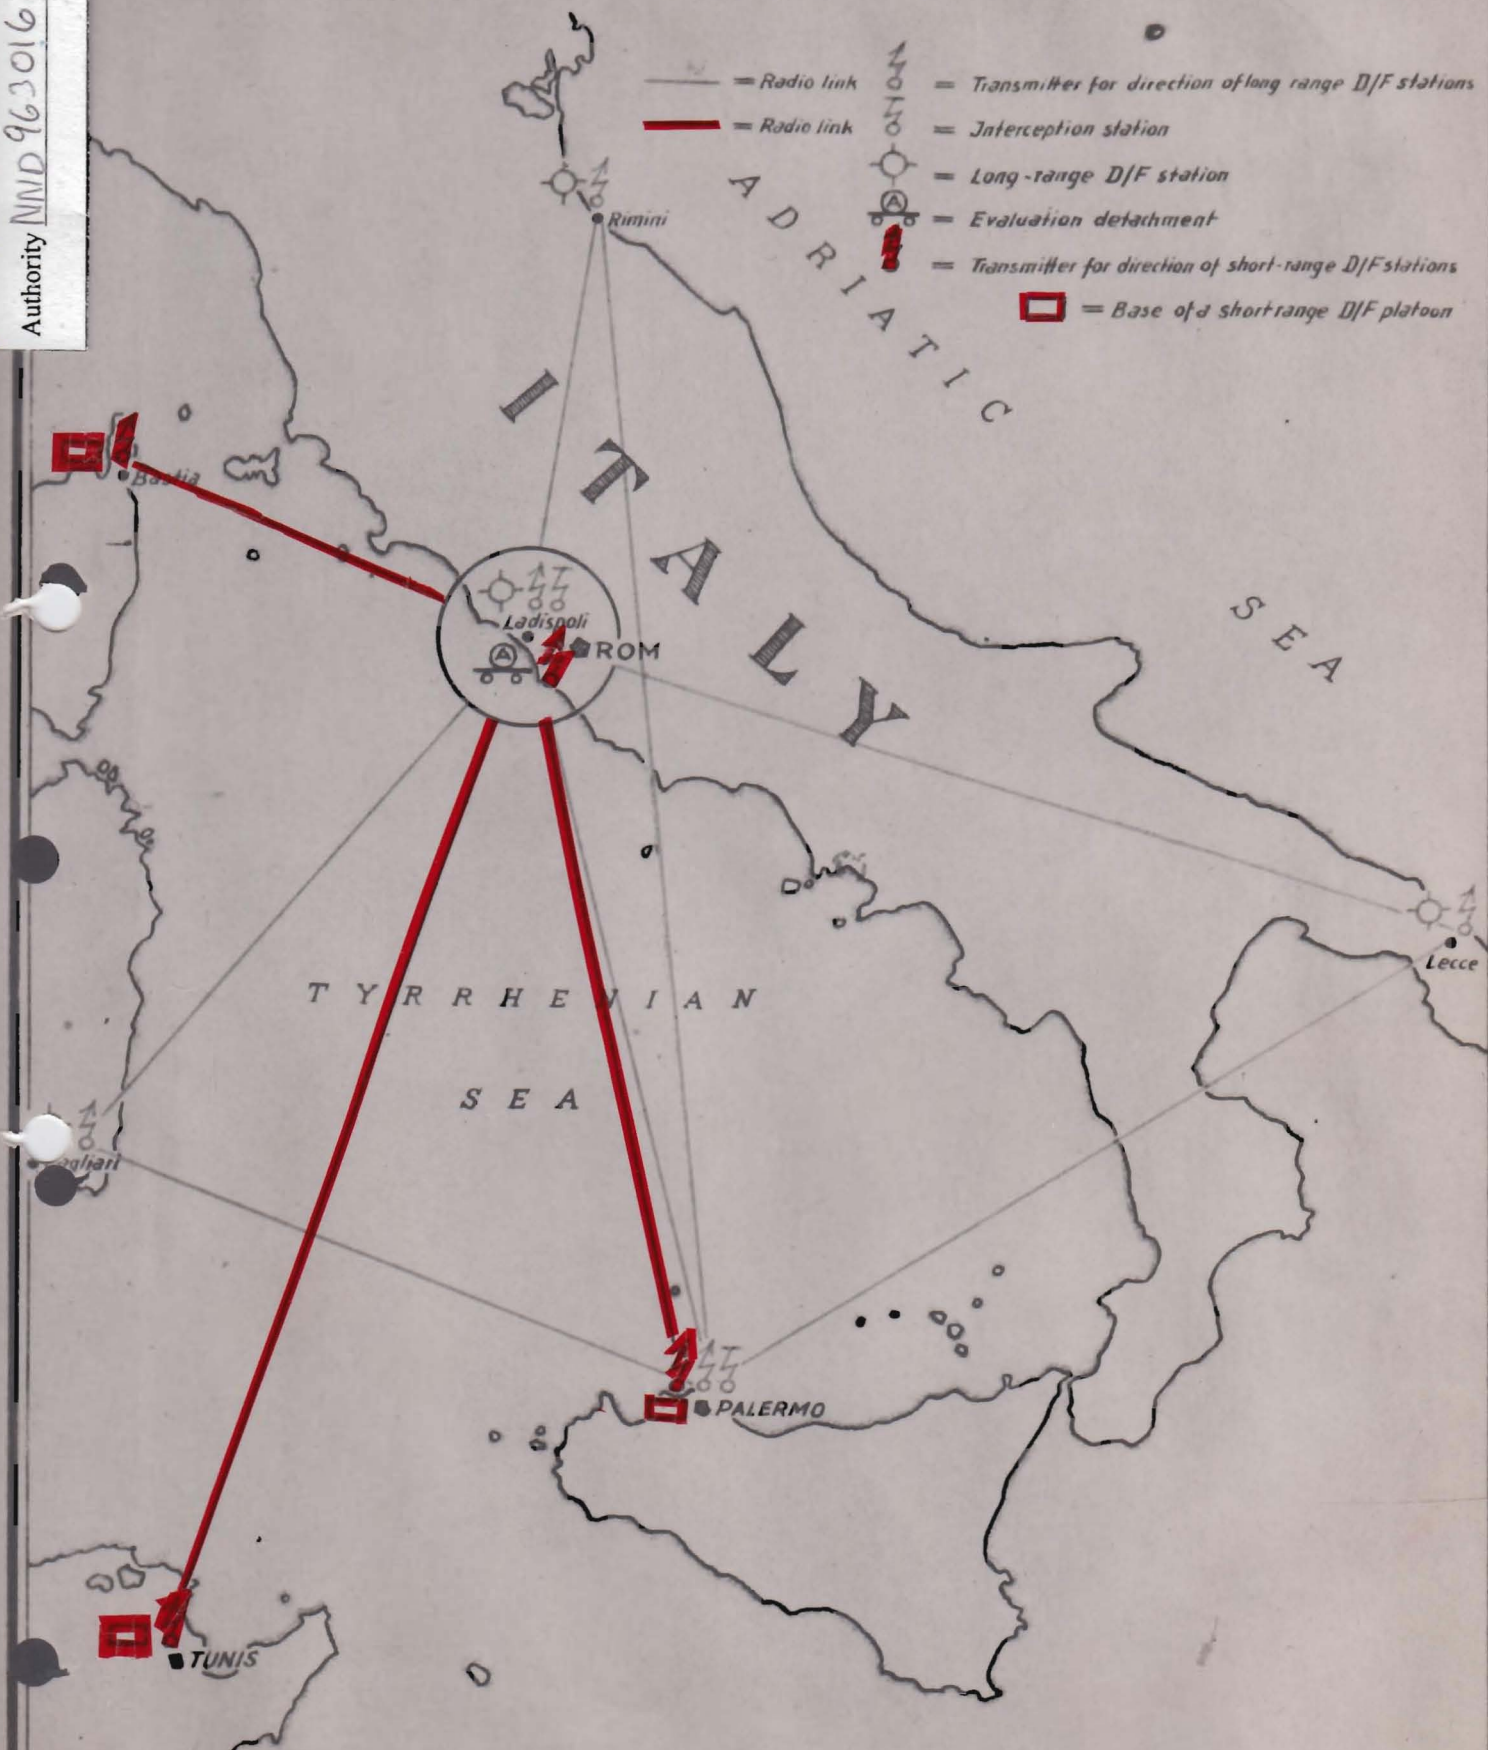 Authority NND 963016
= Radio link
= Transmitter for direction of long range D/F stations
= Radio link
= Interception station
= Long-range D/F station
= Evaluation detachment
= Transmitter for direction of short-range D/F stations
= Base of a short range D/F platoon
ADRIATIC
SEA
Rimini
ITALY
Bastia
Ladispoli
A
ROM
Lecce
TYRRHENIAN
SEA
PALERMO
TUNIS